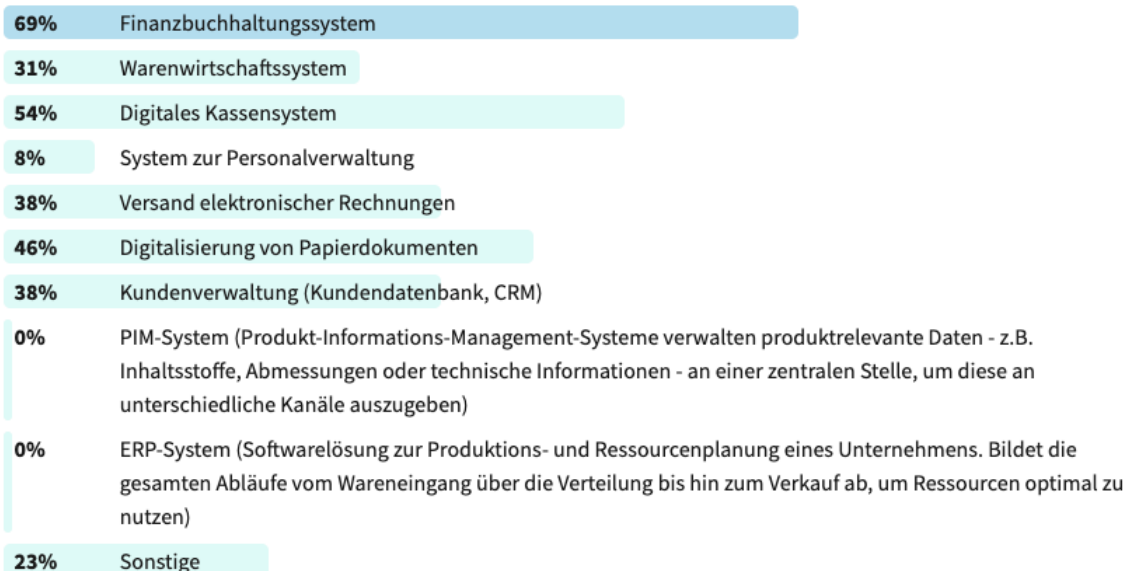 69% Finanzbuchhaltungssystem
31% Warenwirtschaftssystem
54% Digitales Kassensystem
8% System zur Personalverwaltung
38% Versand elektronischer Rechnungen
46% Digitalisierung von Papierdokumenten
38% Kundenverwaltung (Kundendatenbank, CRM)
0% PIM-System (Produkt-Informations-Management-Systeme verwalten produktrelevante Daten - z.B.
Inhaltsstoffe, Abmessungen oder technische Informationen - an einer zentralen Stelle, um diese an
unterschiedliche Kanäle auszugeben)
0% ERP-System (Softwarelösung zur Produktions- und Ressourcenplanung eines Unternehmens. Bildet die
gesamten Abläufe vom Wareneingang über die Verteilung bis hin zum Verkauf ab, um Ressourcen optimal zu
nutzen)
23% Sonstige